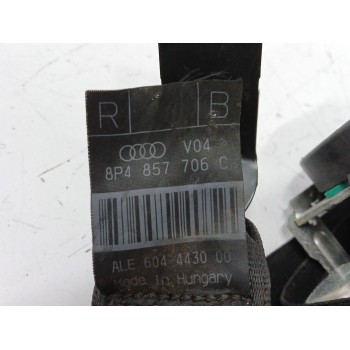 R B
V04
8P4 857 706 C
ALE 604 4430 00
Made in Hungary